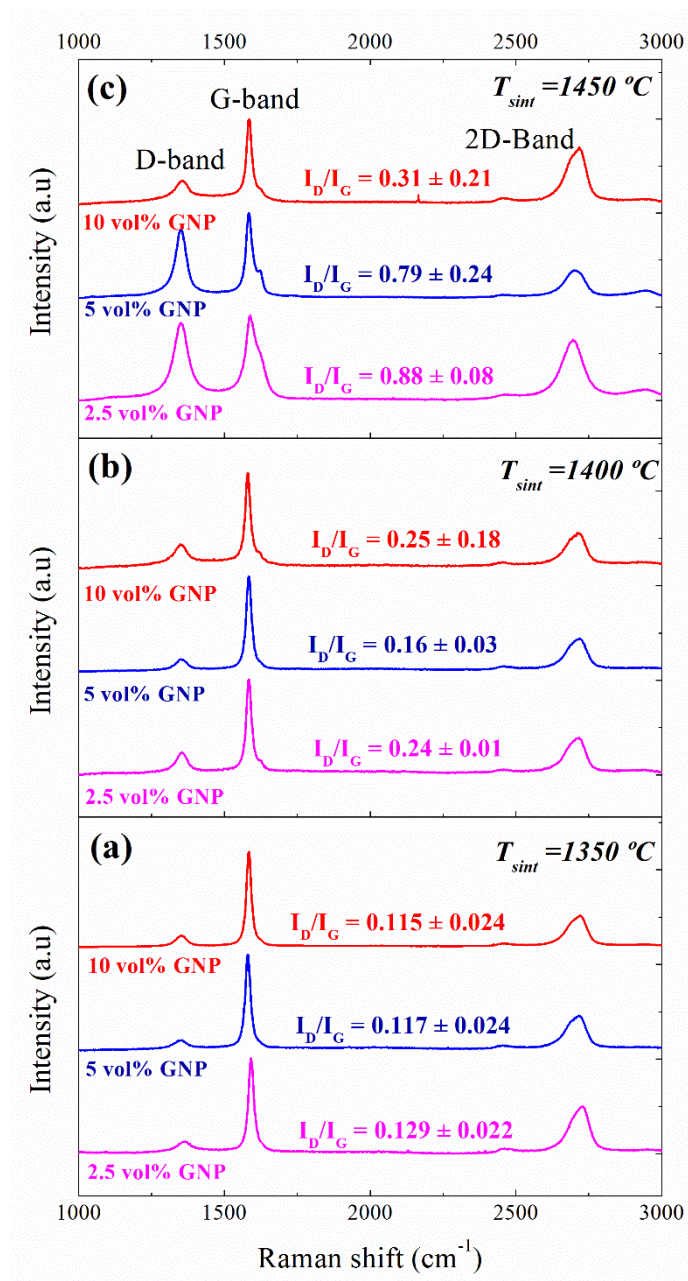 1000 1500 2000 2500 3000
(c)
T_sint =1450 ºC
G-band
D-band
2D-Band
I_D/I_G = 0.31 ± 0.21
10 vol% GNP
I_D/I_G = 0.79 ± 0.24
5 vol% GNP
I_D/I_G = 0.88 ± 0.08
2.5 vol% GNP
Intensity (a.u)
(b)
T_sint =1400 ºC
I_D/I_G = 0.25 ± 0.18
10 vol% GNP
I_D/I_G = 0.16 ± 0.03
5 vol% GNP
I_D/I_G = 0.24 ± 0.01
2.5 vol% GNP
Intensity (a.u)
(a)
T_sint =1350 ºC
I_D/I_G = 0.115 ± 0.024
10 vol% GNP
I_D/I_G = 0.117 ± 0.024
5 vol% GNP
I_D/I_G = 0.129 ± 0.022
2.5 vol% GNP
Intensity (a.u)
1000 1500 2000 2500 3000
Raman shift (cm⁻¹)